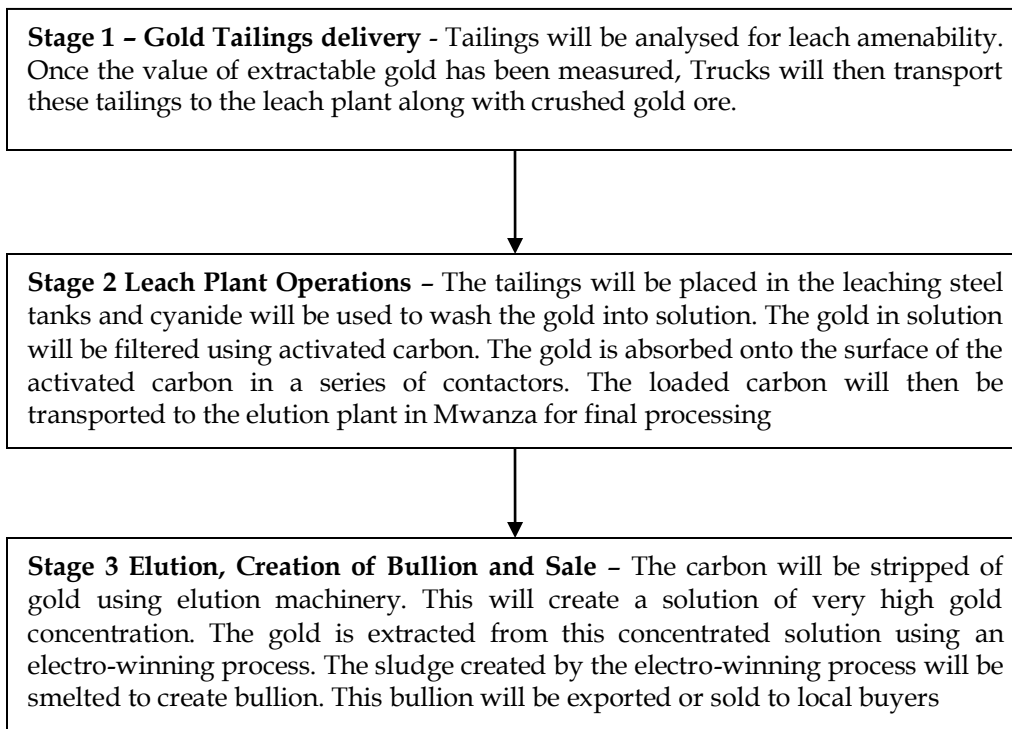 Stage 1 – Gold Tailings delivery - Tailings will be analysed for leach amenability.
Once the value of extractable gold has been measured, Trucks will then transport
these tailings to the leach plant along with crushed gold ore.
Stage 2 Leach Plant Operations – The tailings will be placed in the leaching steel
tanks and cyanide will be used to wash the gold into solution. The gold in solution
will be filtered using activated carbon. The gold is absorbed onto the surface of the
activated carbon in a series of contactors. The loaded carbon will then be
transported to the elution plant in Mwanza for final processing
Stage 3 Elution, Creation of Bullion and Sale – The carbon will be stripped of
gold using elution machinery. This will create a solution of very high gold
concentration. The gold is extracted from this concentrated solution using an
electro-winning process. The sludge created by the electro-winning process will be
smelted to create bullion. This bullion will be exported or sold to local buyers